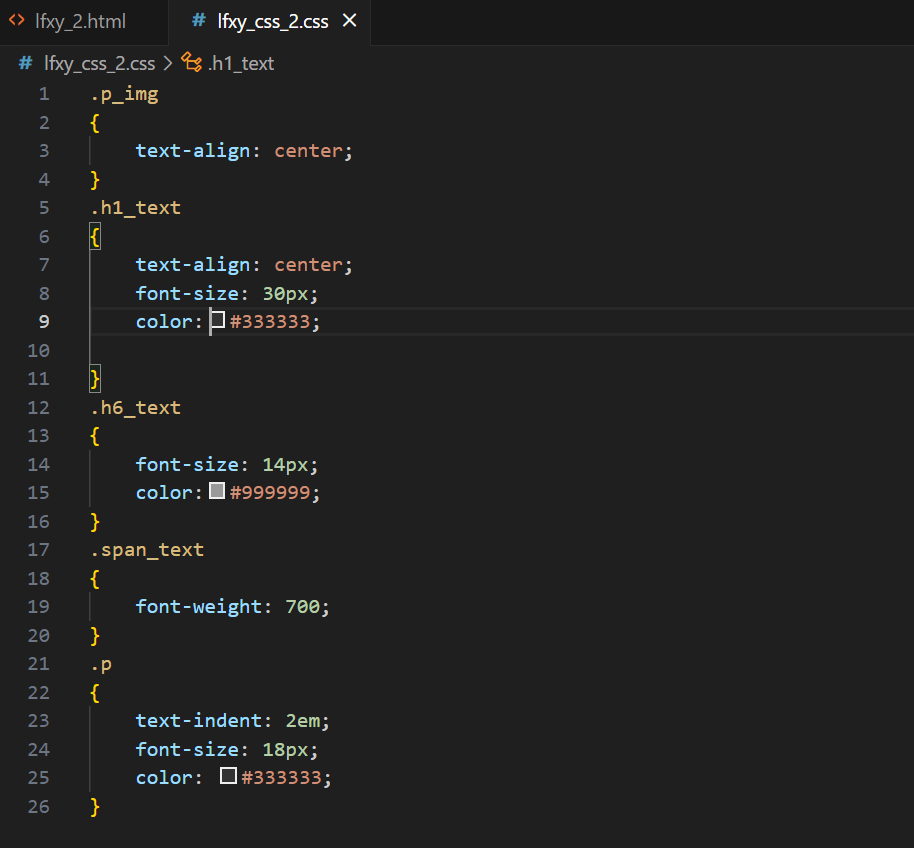 lfxy_2.html # lfxy_css_2.css ×
# lfxy_css_2.css > .h1_text
1 .p_img
2 {
3     text-align: center;
4 }
5 .h1_text
6 {
7     text-align: center;
8     font-size: 30px;
9     color: #333333;
10
11 }
12 .h6_text
13 {
14     font-size: 14px;
15     color: #999999;
16 }
17 .span_text
18 {
19     font-weight: 700;
20 }
21 .p
22 {
23     text-indent: 2em;
24     font-size: 18px;
25     color: #333333;
26 }